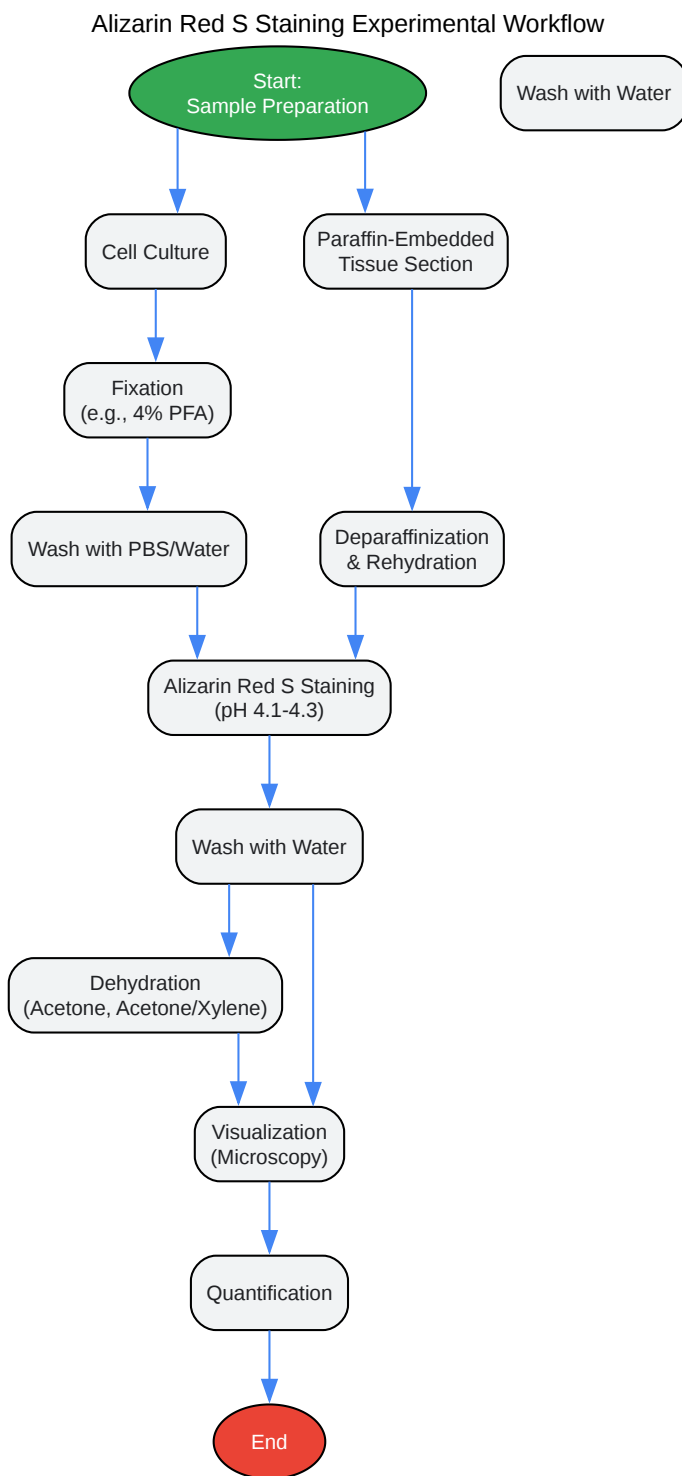 Alizarin Red S Staining Experimental Workflow
Start:
Sample Preparation
Wash with Water
Cell Culture
Paraffin-Embedded
Tissue Section
Fixation
(e.g., 4% PFA)
Wash with PBS/Water
Deparaffinization
& Rehydration
Alizarin Red S Staining
(pH 4.1-4.3)
Wash with Water
Dehydration
(Acetone, Acetone/Xylene)
Visualization
(Microscopy)
Quantification
End